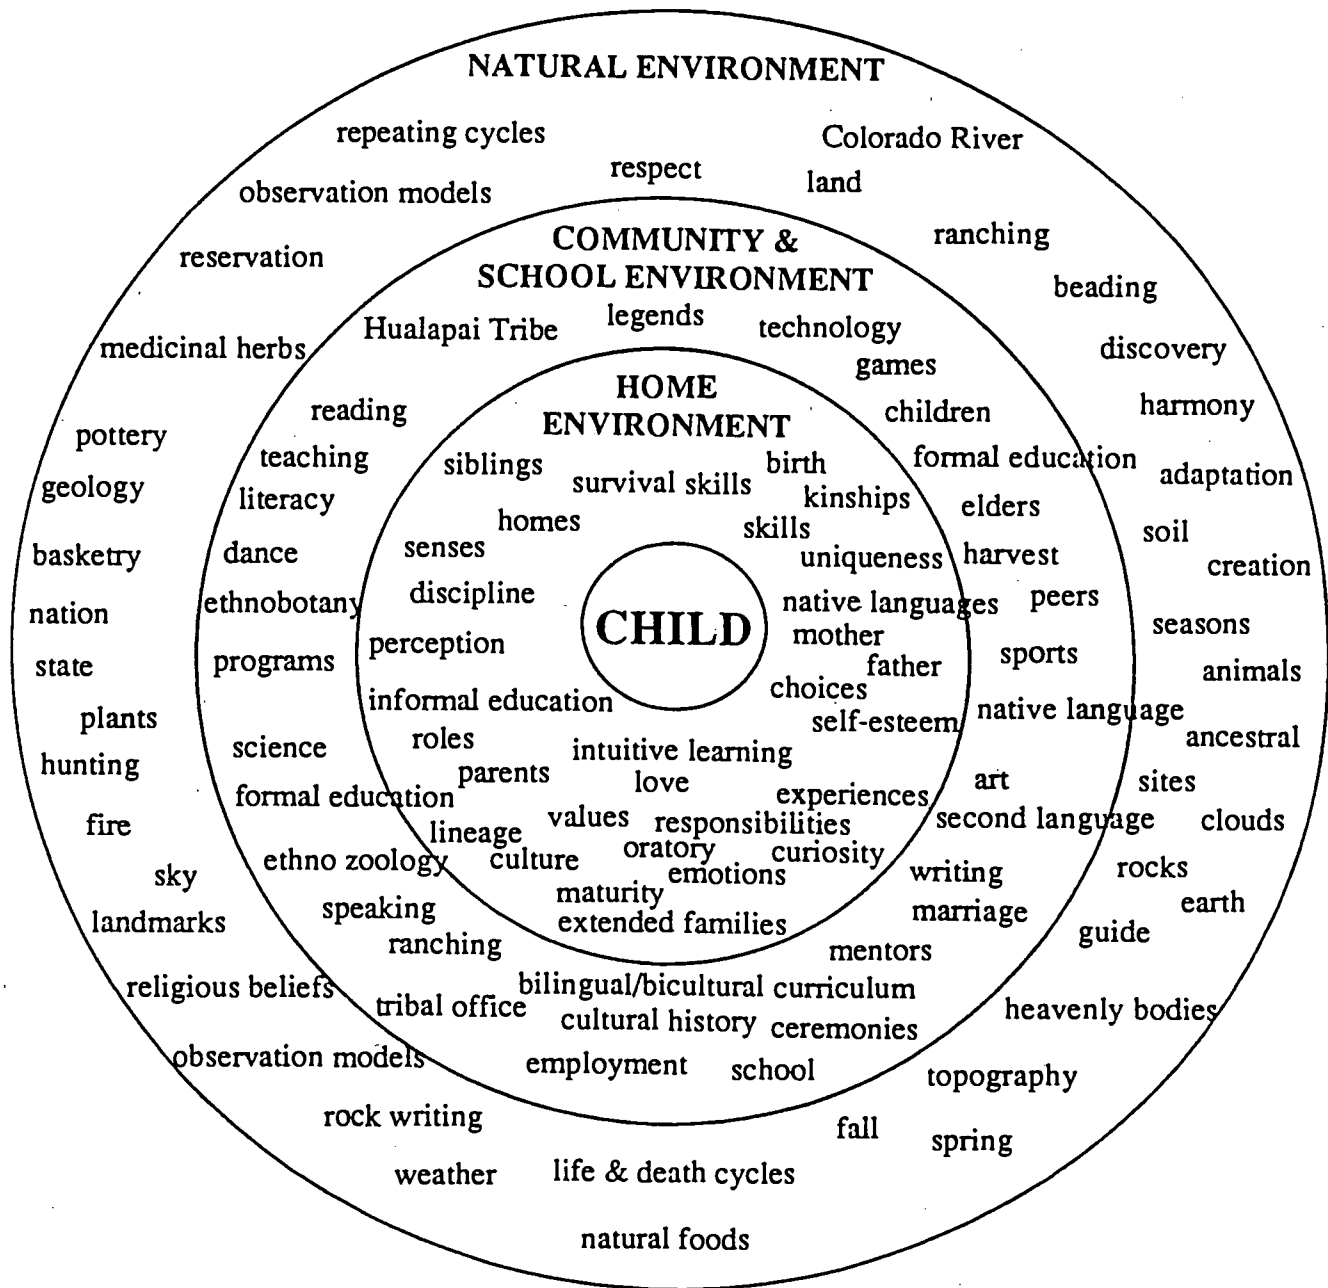 NATURAL ENVIRONMENT
repeating cycles
Colorado River
respect
land
observation models
ranching
reservation
beading
medicinal herbs
discovery
harmony
pottery
adaptation
geology
soil
basketry
creation
nation
seasons
state
animals
plants
ancestral
hunting
sites
fire
clouds
sky
rocks
earth
landmarks
guide
religious beliefs
heavenly bodies
observation models
topography
rock writing
fall
spring
weather
life & death cycles
natural foods
COMMUNITY &
SCHOOL ENVIRONMENT
Hualapai Tribe
legends
technology
games
reading
children
teaching
formal education
literacy
elders
dance
harvest
ethnobotany
peers
programs
sports
native language
science
art
formal education
second language
ethno zoology
writing
speaking
marriage
ranching
mentors
bilingual/bicultural curriculum
tribal office
cultural history
ceremonies
employment
school
HOME
ENVIRONMENT
siblings
birth
survival skills
kinships
homes
skills
senses
uniqueness
discipline
native languages
mother
perception
father
choices
informal education
self-esteem
roles
intuitive learning
parents
love
experiences
values
responsibilities
lineage
oratory
curiosity
culture
emotions
maturity
extended families
CHILD